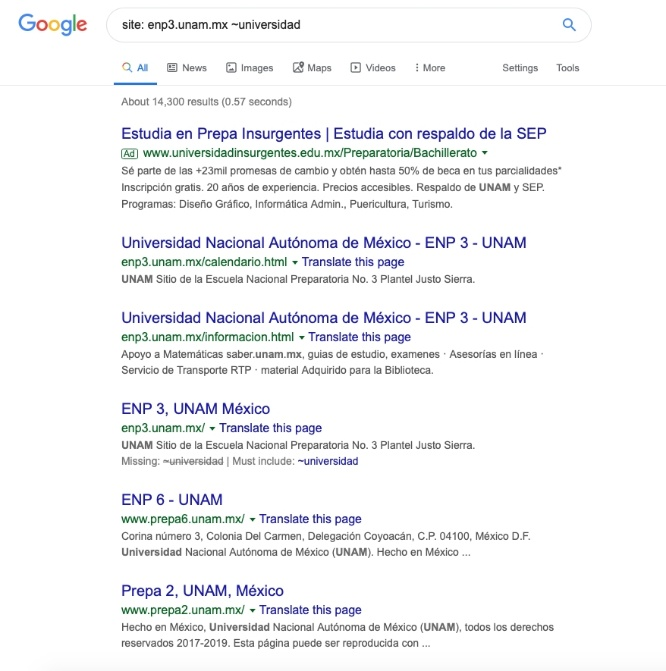 Google
site: enp3.unam.mx ~universidad
All News Images Maps Videos More Settings Tools
About 14,300 results (0.57 seconds)
Estudia en Prepa Insurgentes | Estudia con respaldo de la SEP
Ad www.universidadinsurgentes.edu.mx/Preparatoria/Bachillerato
Sé parte de las +23mil promesas de cambio y obtén hasta 50% de beca en tus parcialidades*
Inscripción gratis. 20 años de experiencia. Precios accesibles. Respaldo de UNAM y SEP.
Programas: Diseño Gráfico, Informática Admin., Puericultura, Turismo.
Universidad Nacional Autónoma de México - ENP 3 - UNAM
enp3.unam.mx/calendario.html Translate this page
UNAM Sitio de la Escuela Nacional Preparatoria No. 3 Plantel Justo Sierra.
Universidad Nacional Autónoma de México - ENP 3 - UNAM
enp3.unam.mx/informacion.html Translate this page
Apoyo a Matemáticas saber.unam.mx, guias de estudio, examenes · Asesorías en línea ·
Servicio de Transporte RTP · material Adquirido para la Biblioteca.
ENP 3, UNAM México
enp3.unam.mx/ Translate this page
UNAM Sitio de la Escuela Nacional Preparatoria No. 3 Plantel Justo Sierra.
Missing: ~universidad | Must include: ~universidad
ENP 6 - UNAM
www.prepa6.unam.mx/ Translate this page
Corina número 3, Colonia Del Carmen, Delegación Coyoacán, C.P. 04100, México D.F.
Universidad Nacional Autónoma de México (UNAM). Hecho en México ...
Prepa 2, UNAM, México
www.prepa2.unam.mx/ Translate this page
Hecho en México, Universidad Nacional Autónoma de México (UNAM), todos los derechos
reservados 2017-2019. Esta página puede ser reproducida con ...